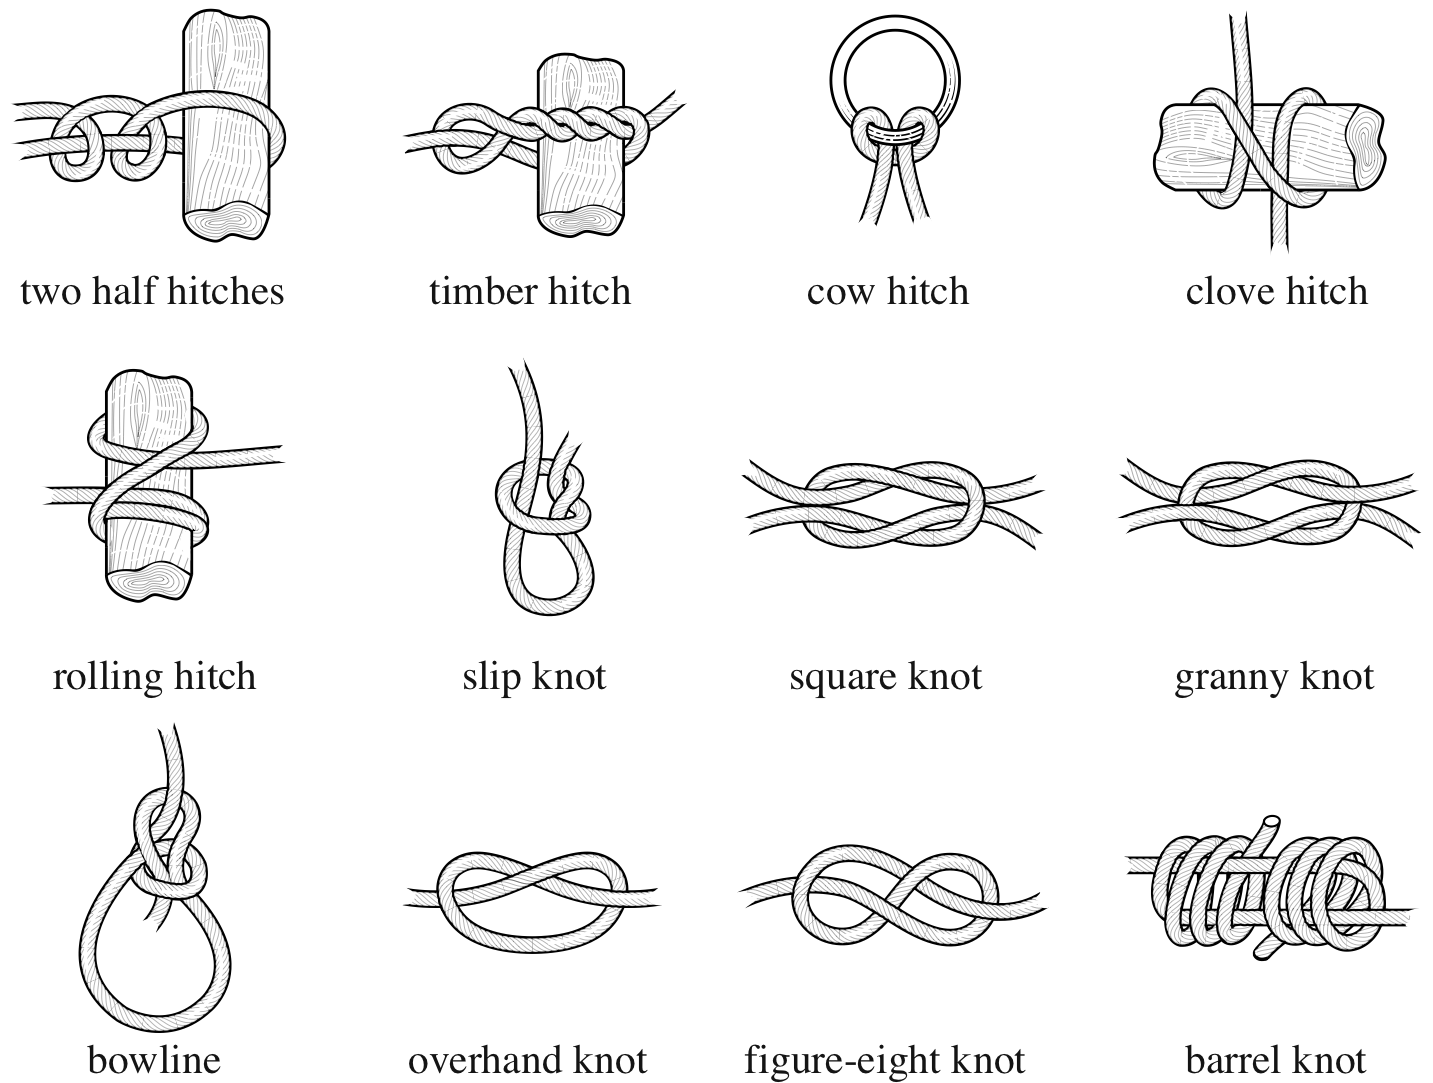 two half hitches
timber hitch
cow hitch
clove hitch
rolling hitch
slip knot
square knot
granny knot
bowline
overhand knot
figure-eight knot
barrel knot